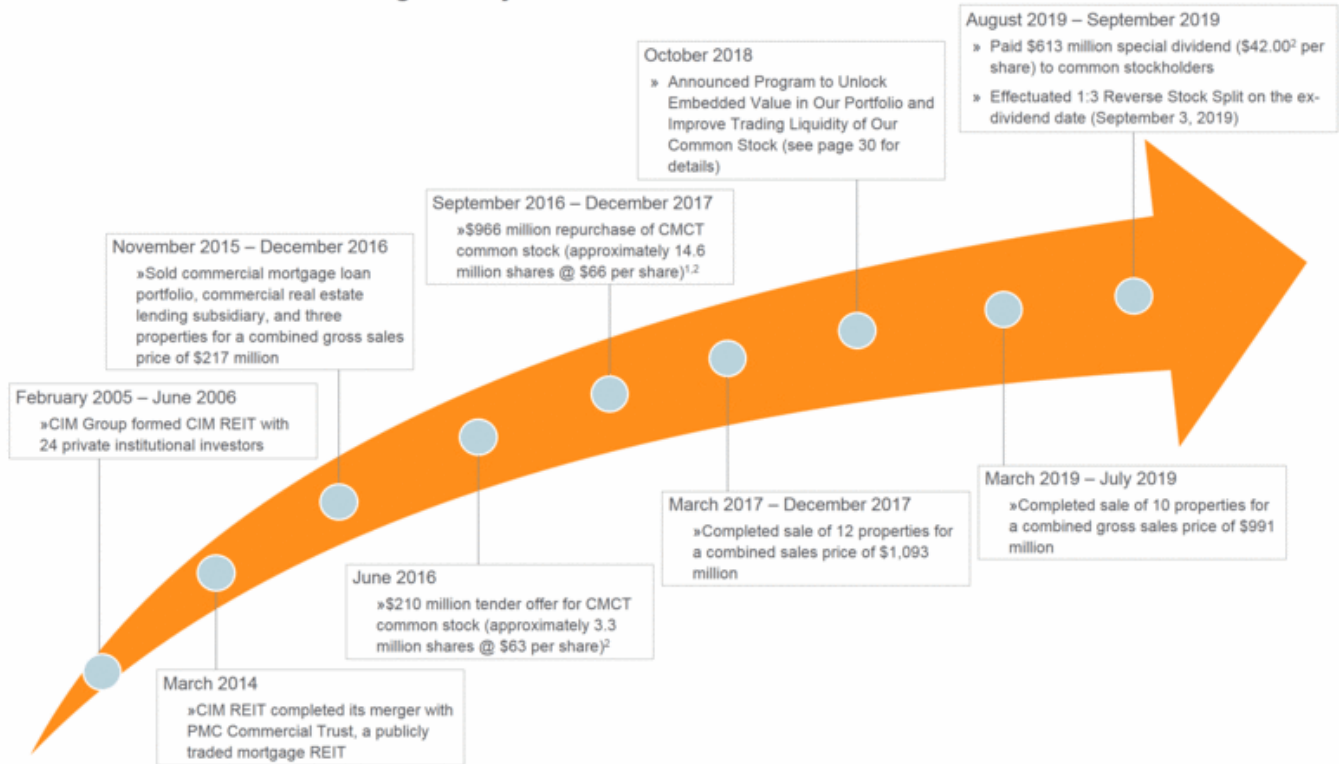 August 2019 – September 2019
» Paid $613 million special dividend ($42.00² per
share) to common stockholders
» Effectuated 1:3 Reverse Stock Split on the ex-
dividend date (September 3, 2019)
October 2018
» Announced Program to Unlock
Embedded Value in Our Portfolio and
Improve Trading Liquidity of Our
Common Stock (see page 30 for
details)
September 2016 – December 2017
»$966 million repurchase of CMCT
common stock (approximately 14.6
million shares @ $66 per share)¹,²
November 2015 – December 2016
»Sold commercial mortgage loan
portfolio, commercial real estate
lending subsidiary, and three
properties for a combined gross sales
price of $217 million
February 2005 – June 2006
»CIM Group formed CIM REIT with
24 private institutional investors
March 2019 – July 2019
»Completed sale of 10 properties for
a combined gross sales price of $991
million
March 2017 – December 2017
»Completed sale of 12 properties for
a combined sales price of $1,093
million
June 2016
»$210 million tender offer for CMCT
common stock (approximately 3.3
million shares @ $63 per share)²
March 2014
»CIM REIT completed its merger with
PMC Commercial Trust, a publicly
traded mortgage REIT